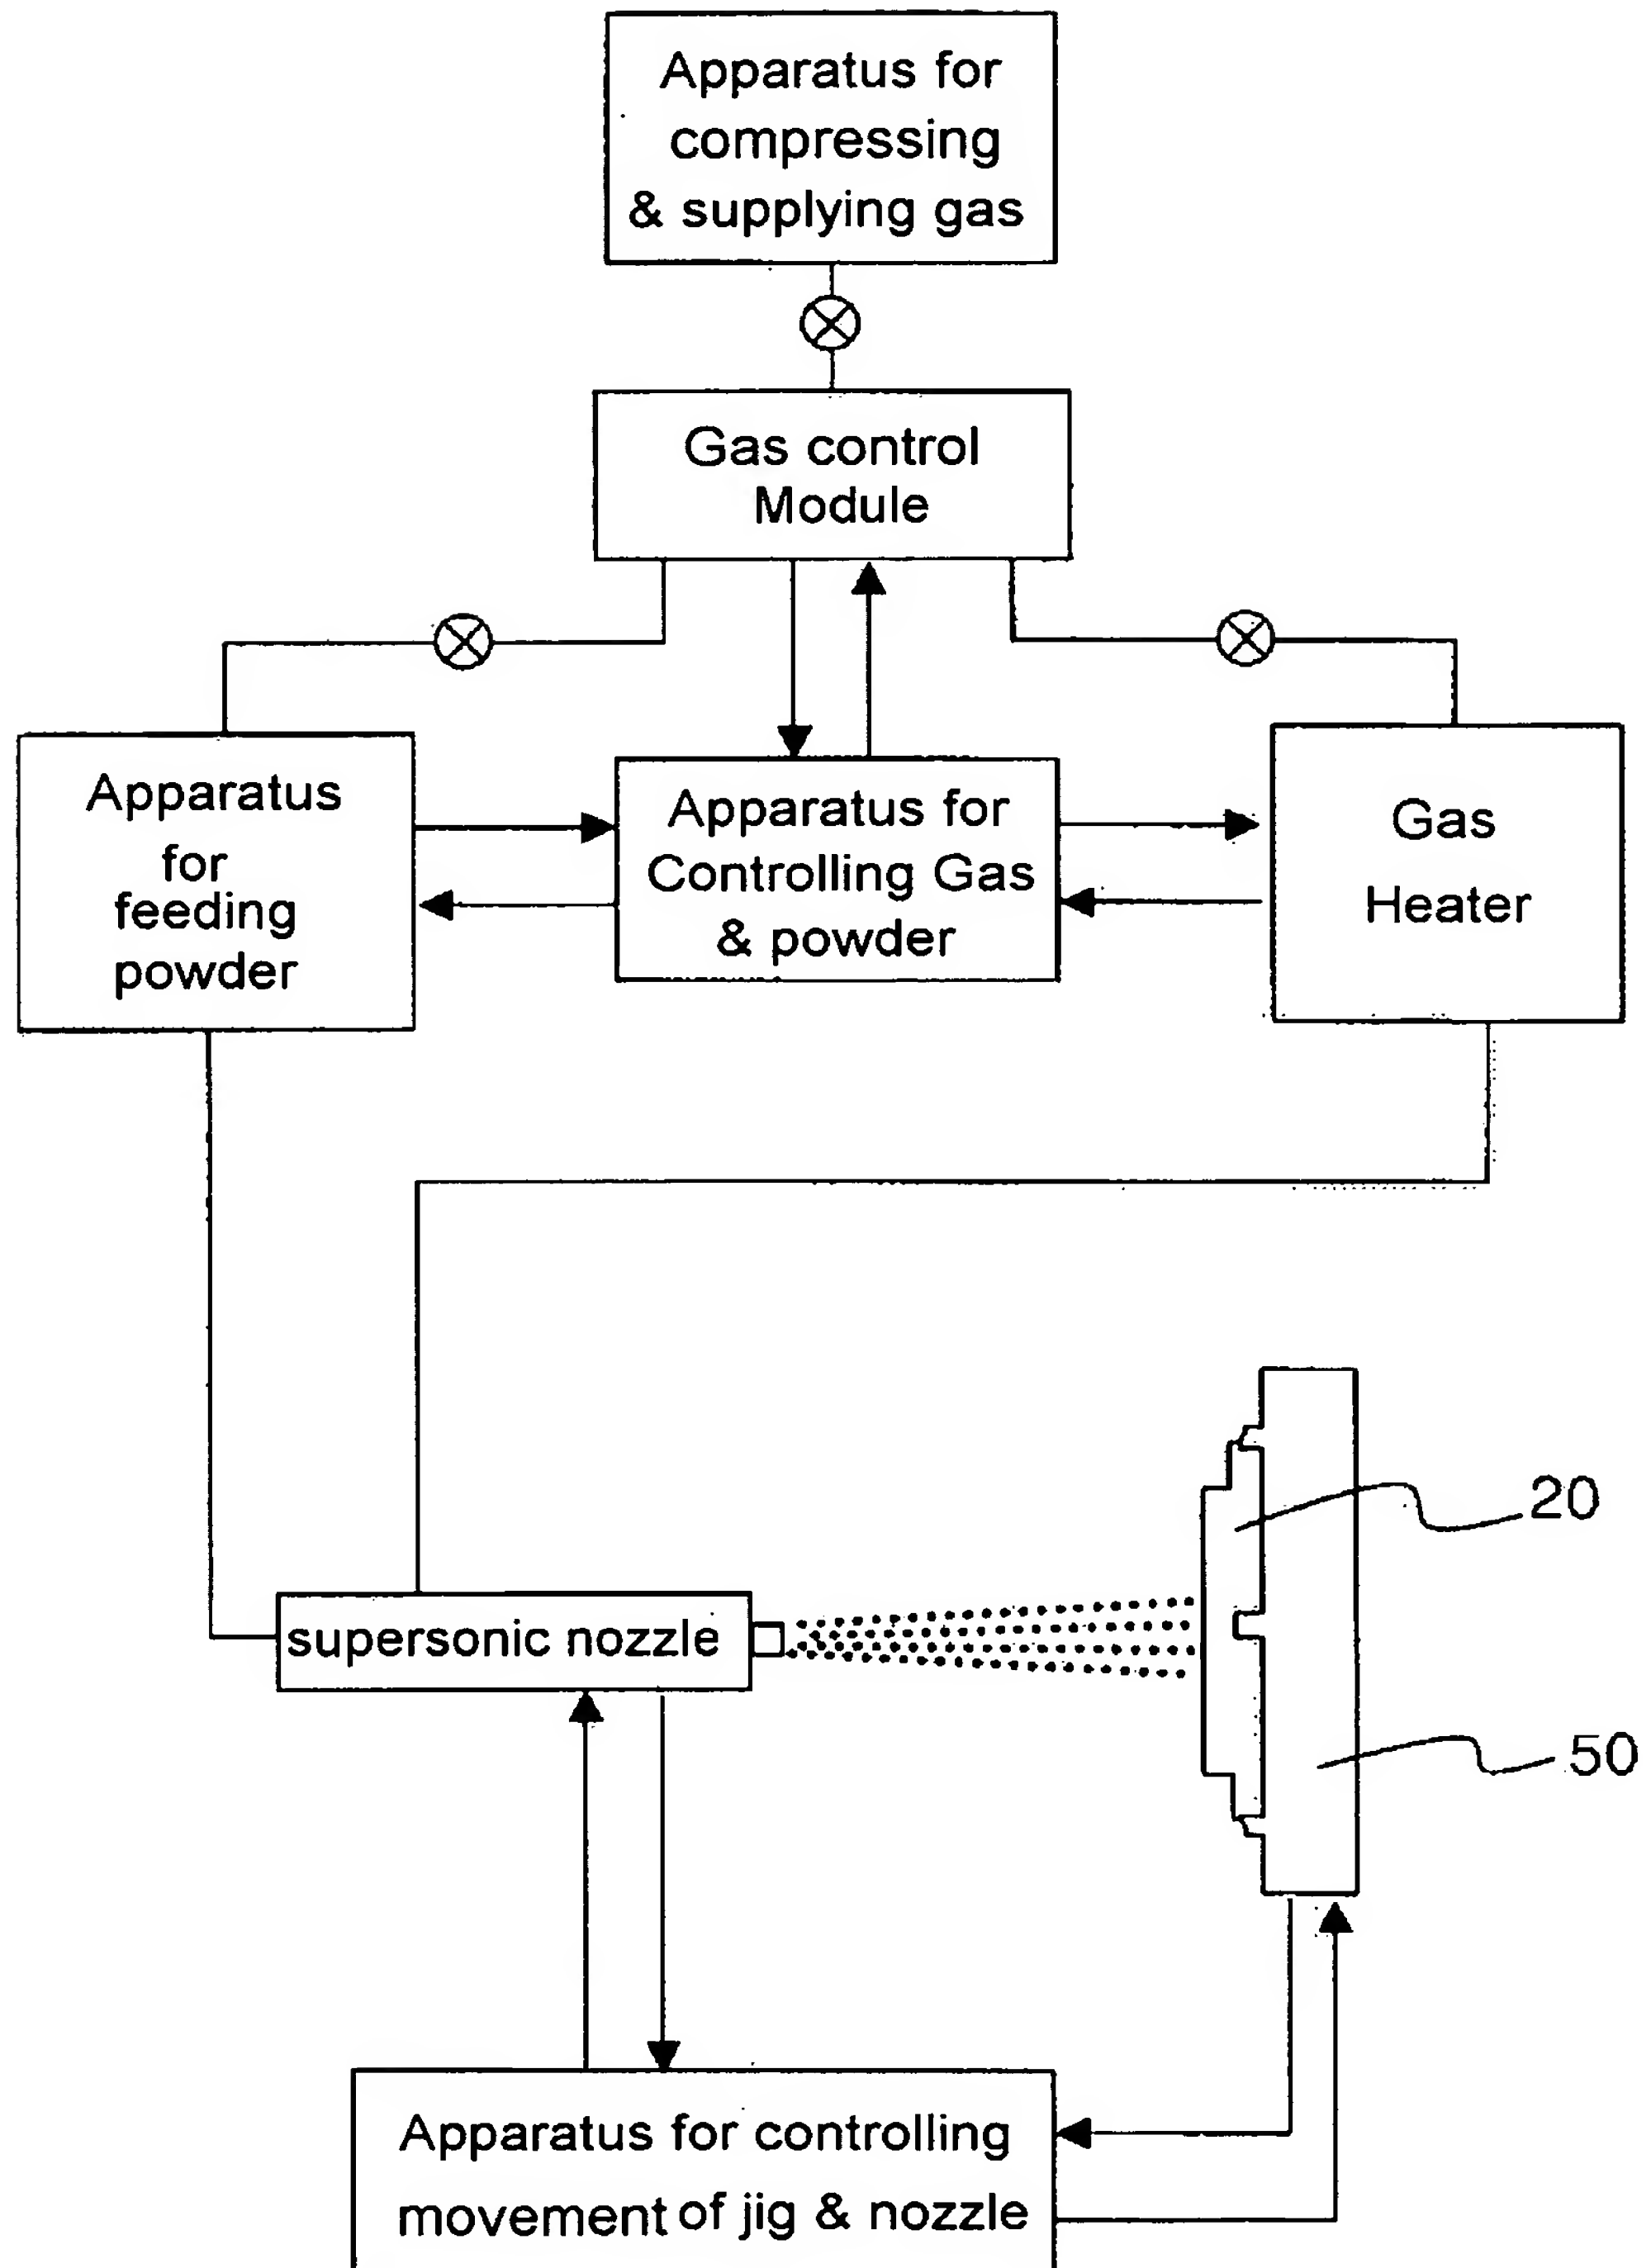 Apparatus for
compressing
& supplying gas
Gas control
Module
Apparatus
for
feeding
powder
Apparatus for
Controlling Gas
& powder
Gas
Heater
20
supersonic nozzle
50
Apparatus for controlling
movement of jig & nozzle